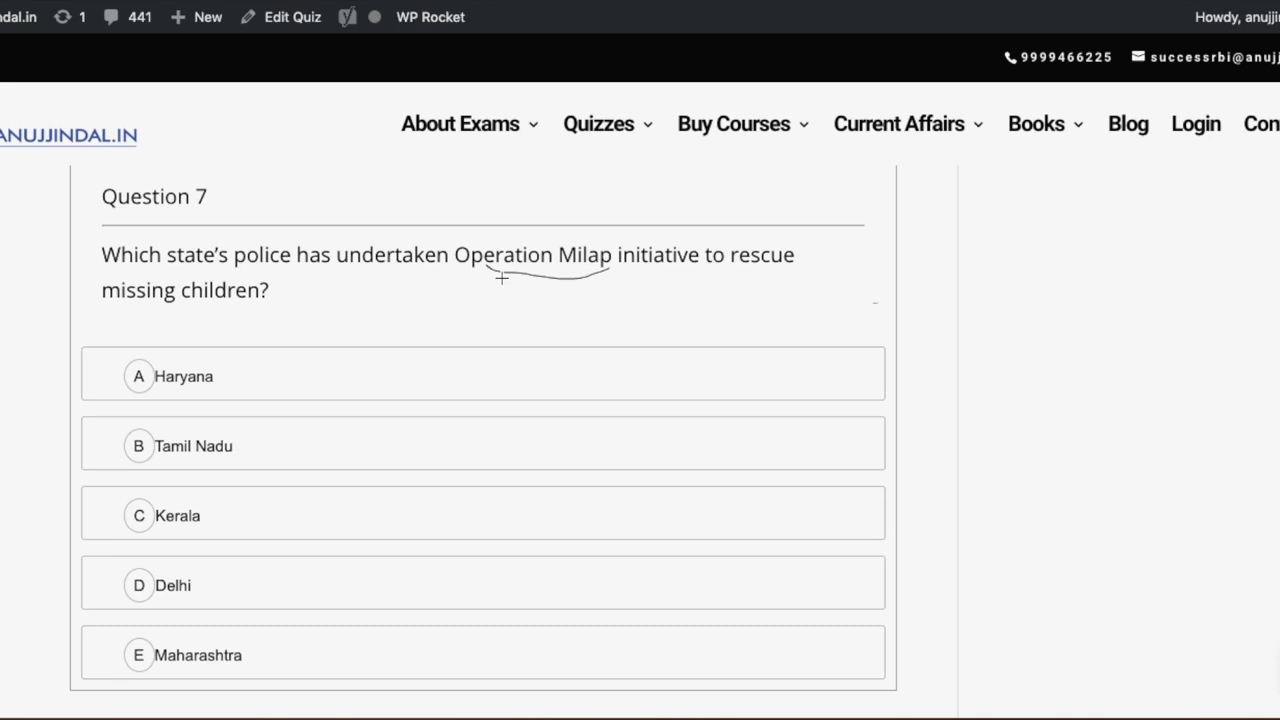 ndal.in 1 441 New Edit Quiz WP Rocket Howdy, anujji
9999466225 successrbi@anujj
ANUJJINDAL.IN About Exams Quizzes Buy Courses Current Affairs Books Blog Login Con
Question 7
Which state's police has undertaken Operation Milap initiative to rescue
missing children?
A Haryana
B Tamil Nadu
C Kerala
D Delhi
E Maharashtra